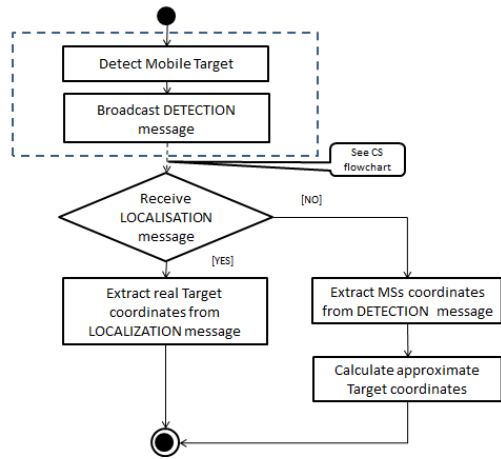 Detect Mobile Target
Broadcast DETECTION
message
See CS
flowchart
Receive
LOCALISATION
message
[NO]
[YES]
Extract real Target
coordinates from
LOCALIZATION message
Extract MSs coordinates
from DETECTION message
Calculate approximate
Target coordinates